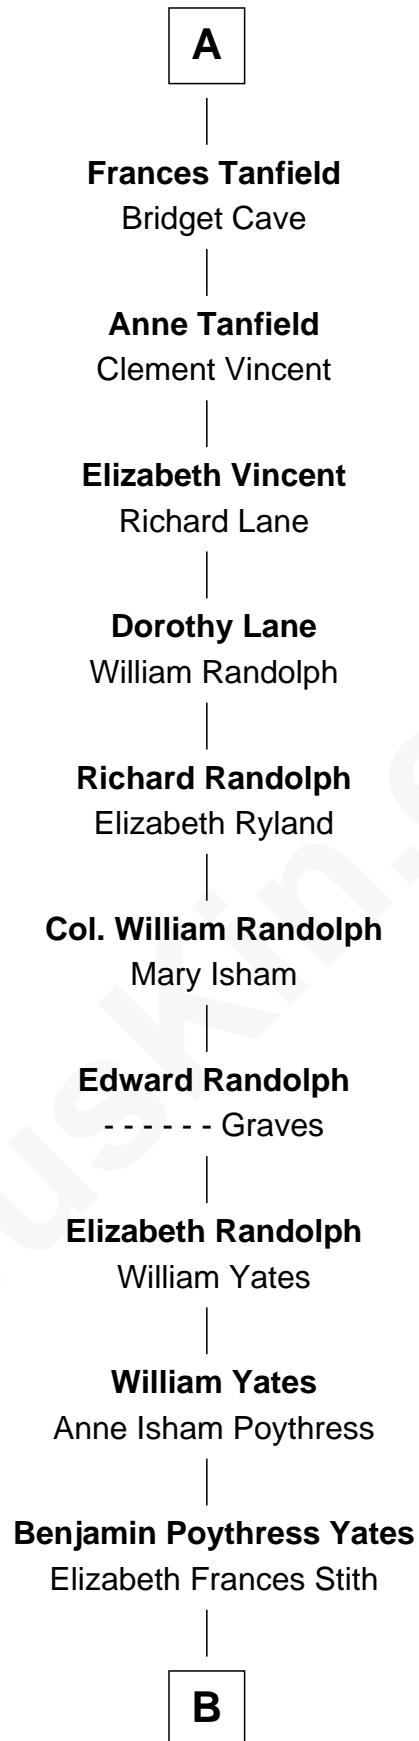 A
Frances Tanfield
Bridget Cave
Anne Tanfield
Clement Vincent
Elizabeth Vincent
Richard Lane
Dorothy Lane
William Randolph
Richard Randolph
Elizabeth Ryland
Col. William Randolph
Mary Isham
Edward Randolph
- - - - - - Graves
Elizabeth Randolph
William Yates
William Yates
Anne Isham Poythress
Benjamin Poythress Yates
Elizabeth Frances Stith
B